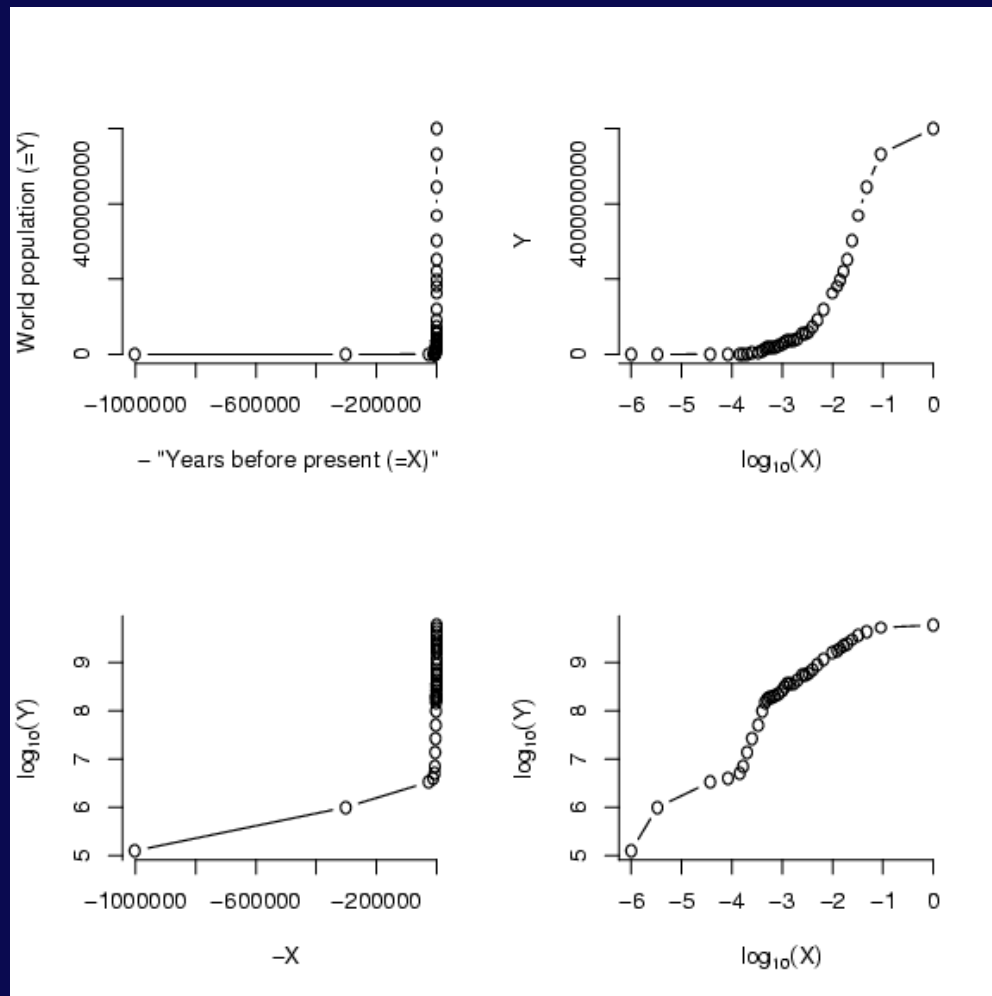 World population (=Y)
4000000000
0
−1000000 −600000 −200000
− "Years before present (=X)"
Y
4000000000
0
−6 −5 −4 −3 −2 −1 0
log₁₀(X)
log₁₀(Y)
9
8
7
6
5
−1000000 −600000 −200000
−X
log₁₀(Y)
9
8
7
6
5
−6 −5 −4 −3 −2 −1 0
log₁₀(X)